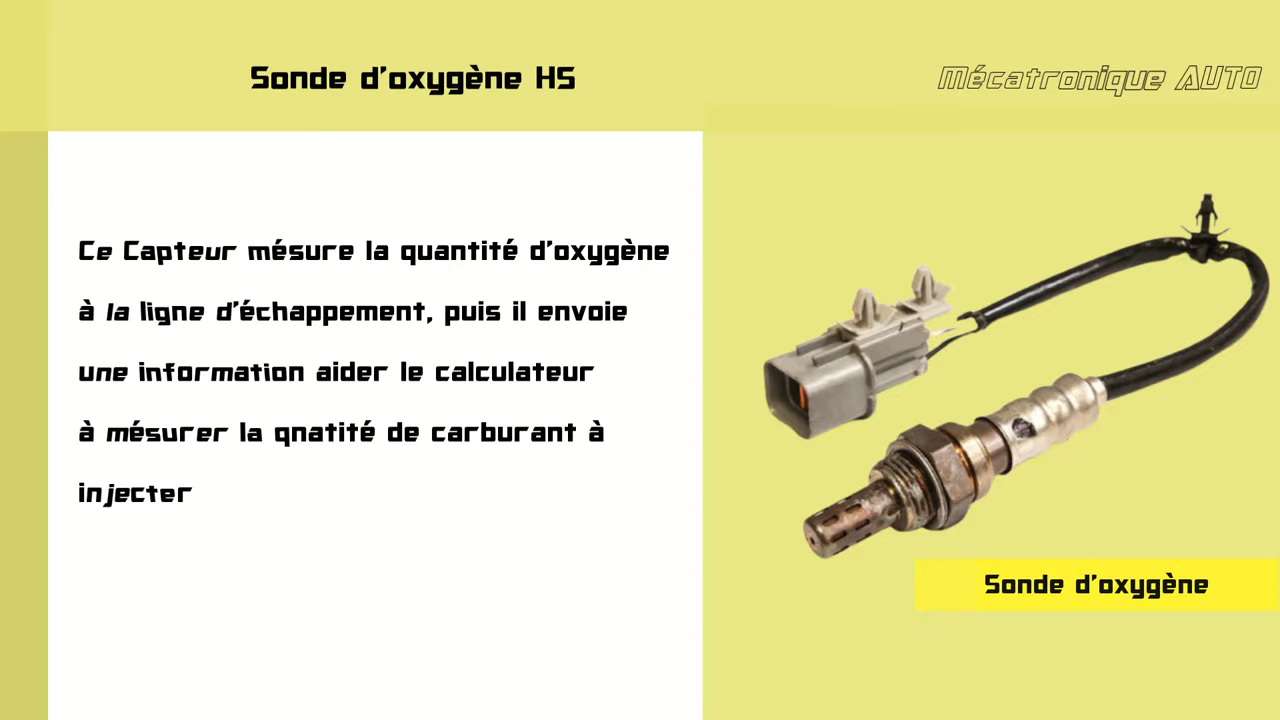 Sonde d'oxygène HS
Mécatronique AUTO
Ce Capteur mésure la quantité d'oxygène
à la ligne d'échappement, puis il envoie
une information aider le calculateur
à mésurer la qnatité de carburant à
injecter
Sonde d'oxygène